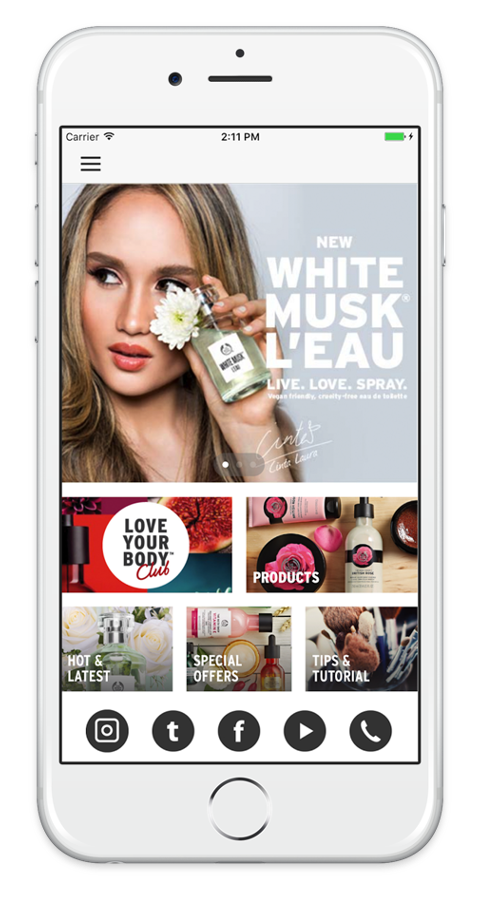 Carrier
2:11 PM
NEW
WHITE
MUSK®
L'EAU
LIVE. LOVE. SPRAY.
Vegan friendly, cruelty-free eau de toilette
Cinta Laura
WHITE MUSK®
L'EAU
LOVE
YOUR
BODY™
Club
PRODUCTS
HOT &
LATEST
SPECIAL
OFFERS
TIPS &
TUTORIAL